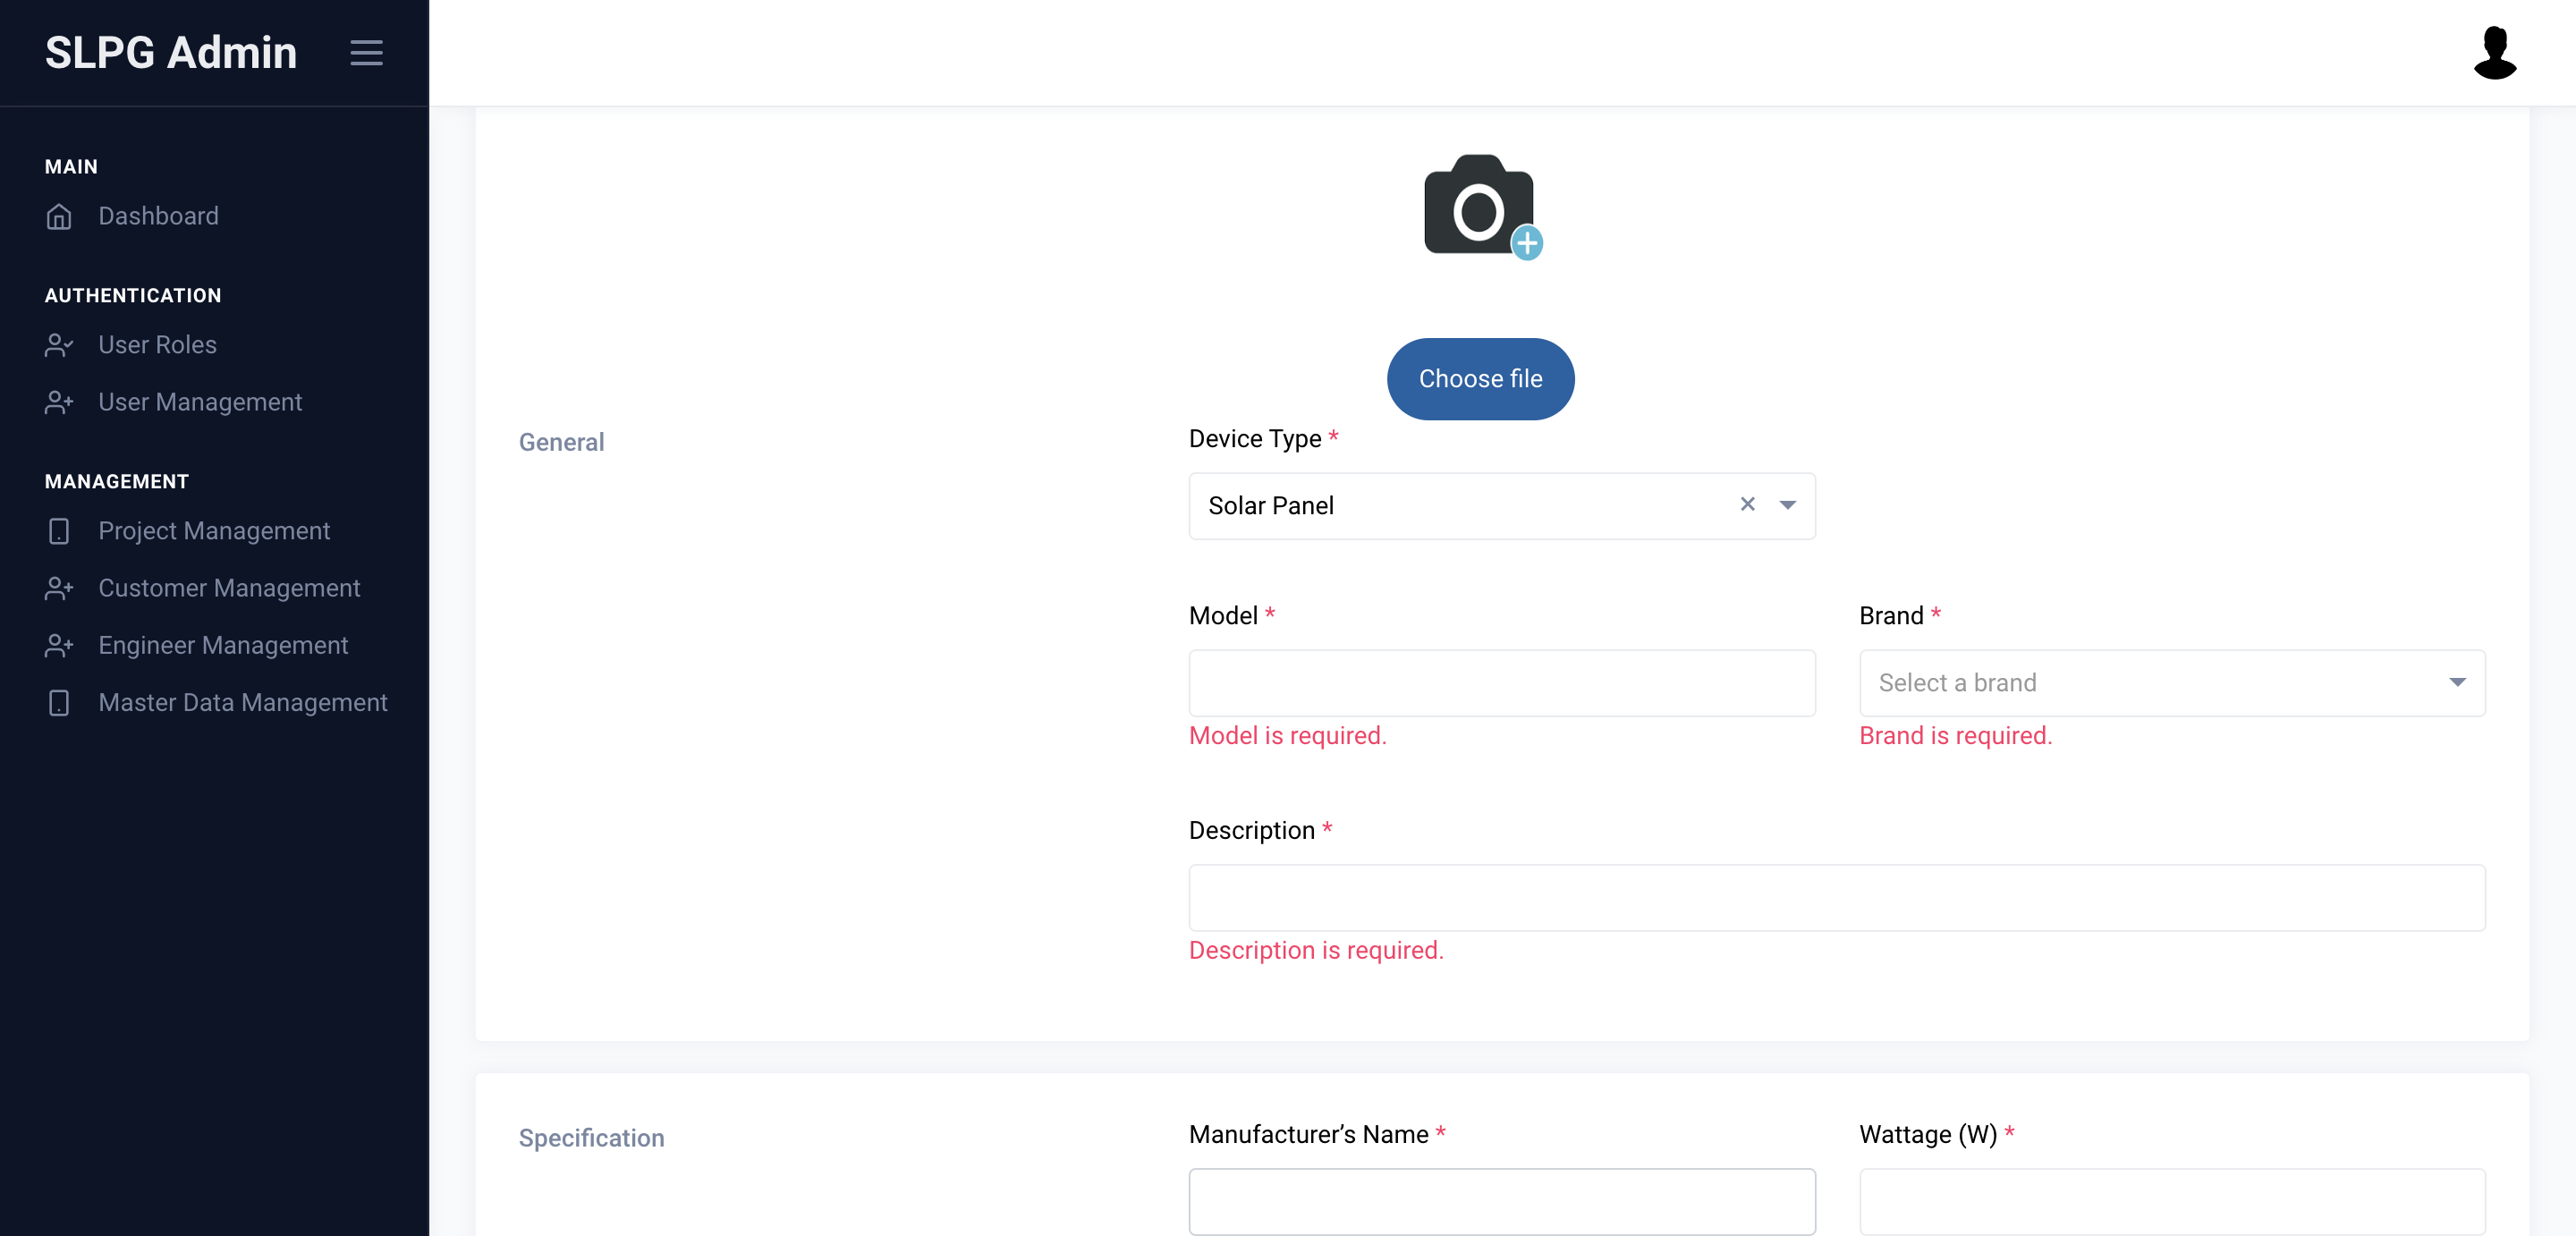 SLPG Admin
MAIN
Dashboard
AUTHENTICATION
User Roles
User Management
MANAGEMENT
Project Management
Customer Management
Engineer Management
Master Data Management
Choose file
General
Device Type *
Solar Panel
Model *
Brand *
Select a brand
Model is required.
Brand is required.
Description *
Description is required.
Specification
Manufacturer’s Name *
Wattage (W) *